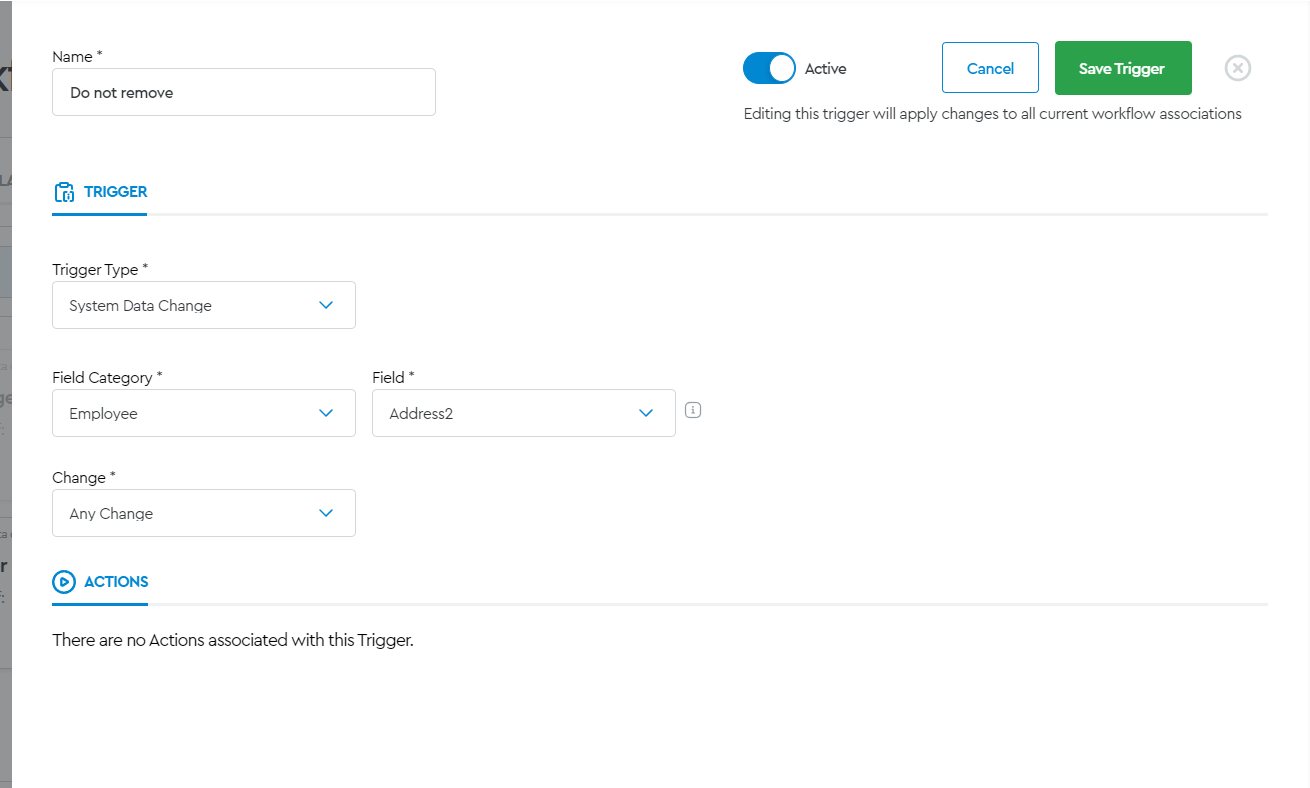 Name *
Do not remove
Active
Cancel
Save Trigger
Editing this trigger will apply changes to all current workflow associations
TRIGGER
Trigger Type *
System Data Change
Field Category *
Field *
Employee
Address2
Change *
Any Change
ACTIONS
There are no Actions associated with this Trigger.